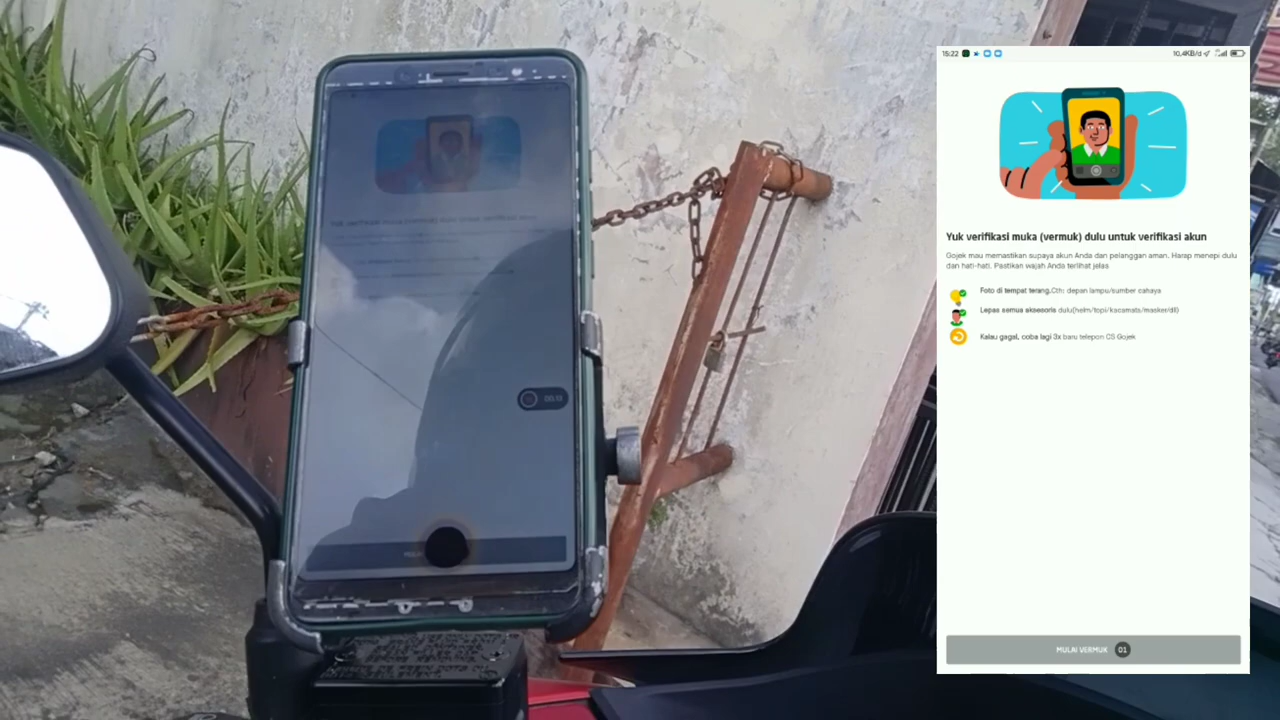 15:22
10,4KB/d
Yuk verifikasi muka (vermuk) dulu untuk verifikasi akun
Gojek mau memastikan supaya akun Anda dan pelanggan aman. Harap menepi dulu
dan hati-hati. Pastikan wajah Anda terlihat jelas
Foto di tempat terang.Cth: depan lampu/sumber cahaya
Lepas semua aksesoris dulu(helm/topi/kacamata/masker/dll)
Kalau gagal, coba lagi 3x baru telepon CS Gojek
MULAI VERMUK 01